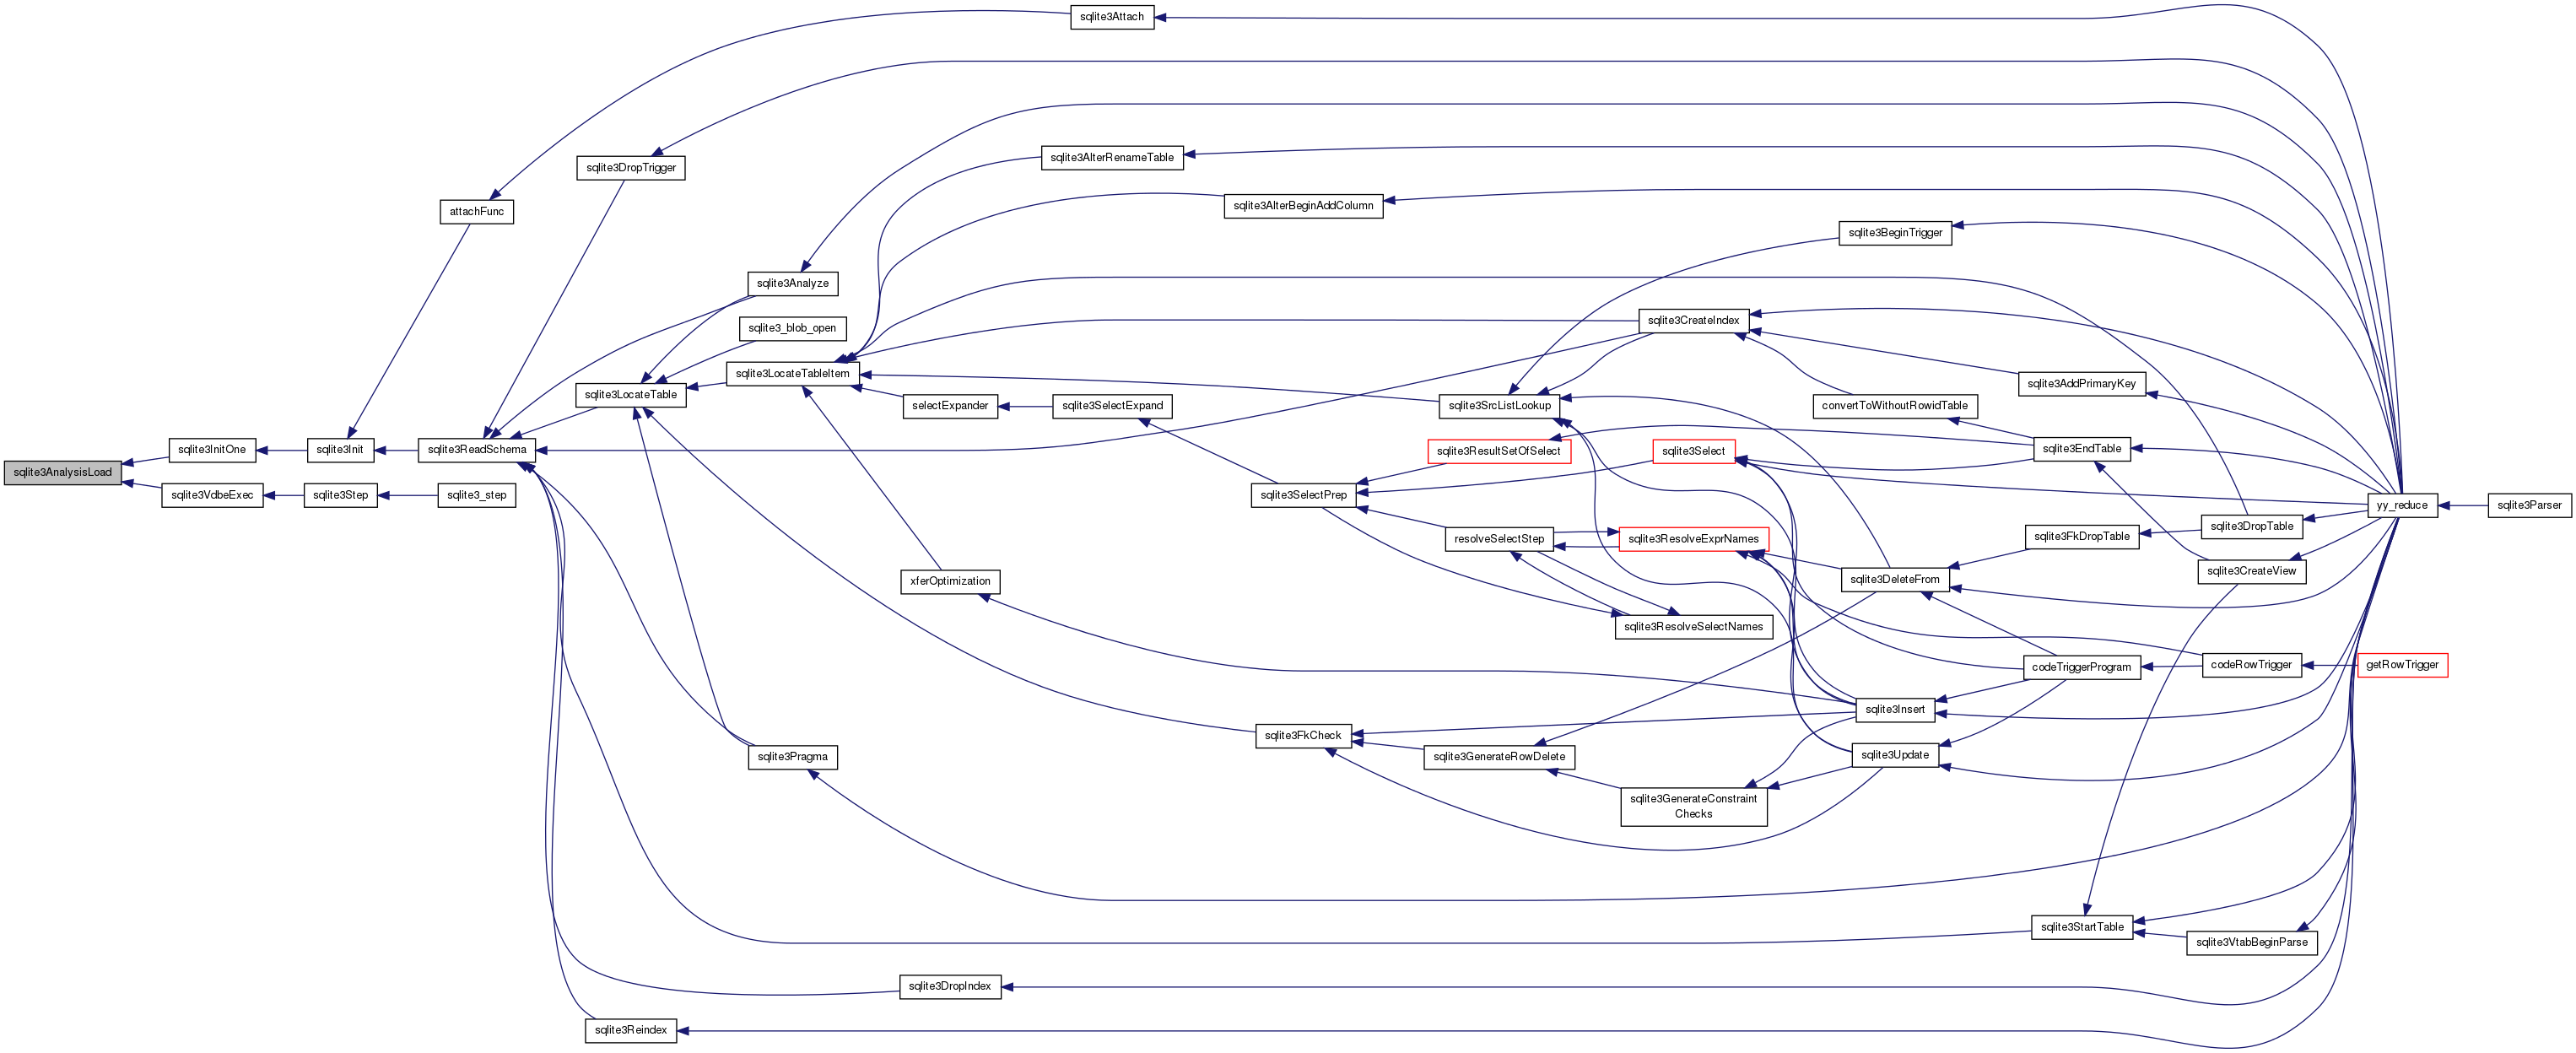 sqlite3Attach
sqlite3DropTrigger
sqlite3AlterRenameTable
attachFunc
sqlite3AlterBeginAddColumn
sqlite3BeginTrigger
sqlite3Analyze
sqlite3_blob_open
sqlite3CreateIndex
sqlite3LocateTableItem
sqlite3AddPrimaryKey
sqlite3LocateTable
selectExpander
sqlite3SelectExpand
sqlite3SrcListLookup
convertToWithoutRowidTable
sqlite3InitOne
sqlite3Init
sqlite3ReadSchema
sqlite3ResultSetOfSelect
sqlite3Select
sqlite3EndTable
sqlite3AnalysisLoad
sqlite3VdbeExec
sqlite3Step
sqlite3_step
sqlite3SelectPrep
yy_reduce
sqlite3Parser
sqlite3DropTable
resolveSelectStep
sqlite3ResolveExprNames
sqlite3FkDropTable
xferOptimization
sqlite3DeleteFrom
sqlite3CreateView
sqlite3ResolveSelectNames
codeTriggerProgram
codeRowTrigger
getRowTrigger
sqlite3Insert
sqlite3FkCheck
sqlite3Pragma
sqlite3GenerateRowDelete
sqlite3Update
sqlite3GenerateConstraint
Checks
sqlite3StartTable
sqlite3VtabBeginParse
sqlite3DropIndex
sqlite3Reindex